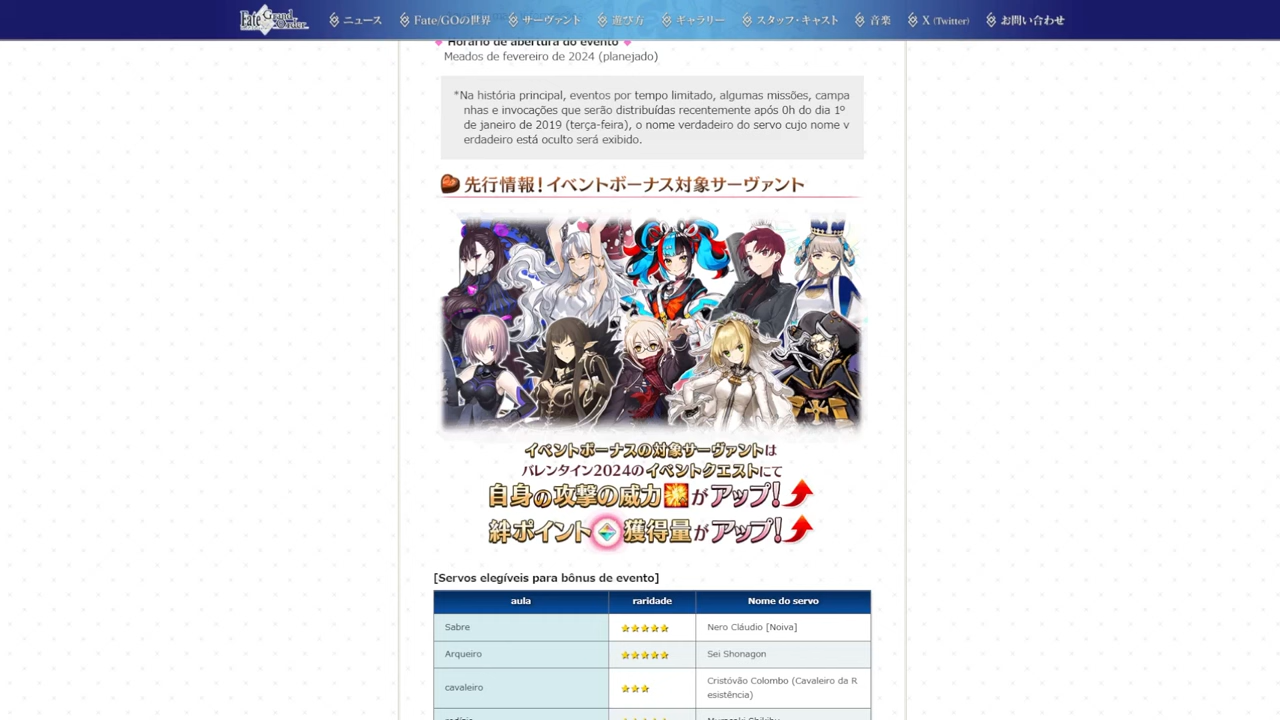 Fate Grand Order
ニュース
Fate/GOの世界
サーヴァント
遊び方
ギャラリー
スタッフ・キャスト
音楽
X (Twitter)
お問い合わせ
Horário de abertura do evento
Meados de fevereiro de 2024 (planejado)
*Na história principal, eventos por tempo limitado, algumas missões, campa
nhas e invocações que serão distribuídas recentemente após 0h do dia 1º
de janeiro de 2019 (terça-feira), o nome verdadeiro do servo cujo nome v
erdadeiro está oculto será exibido.
先行情報!イベントボーナス対象サーヴァント
イベントボーナスの対象サーヴァントは
バレンタイン2024のイベントクエストにて
自身の攻撃の威力がアップ!
絆ポイント獲得量がアップ!
[Servos elegíveis para bônus de evento]
aula raridade Nome do servo
Sabre ★★★★★ Nero Cláudio [Noiva]
Arqueiro ★★★★★ Sei Shonagon
cavaleiro ★★★ Cristóvão Colombo (Cavaleiro da R
esistência)